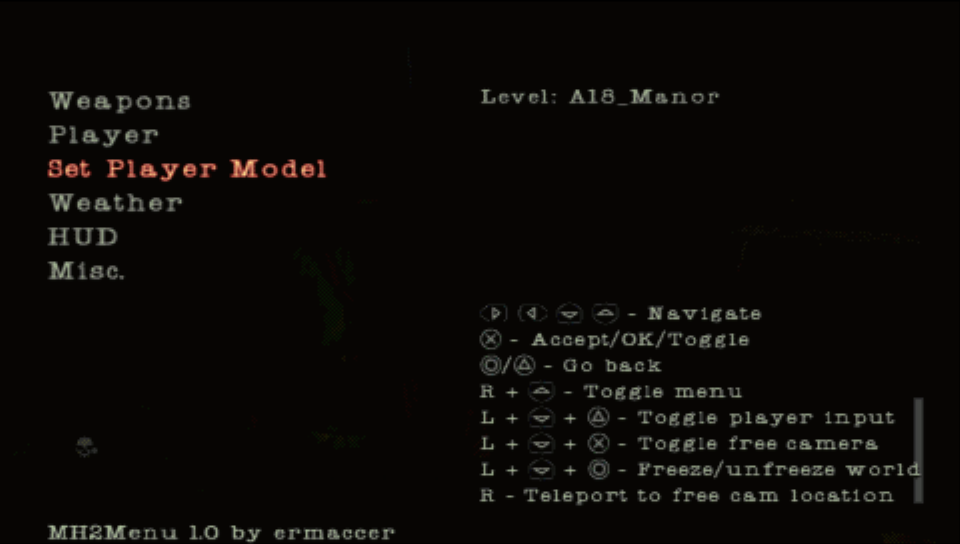 Weapons
Player
Set Player Model
Weather
HUD
Misc.
Level: A18_Manor
- Navigate
- Accept/OK/Toggle
/ - Go back
R + - Toggle menu
L + + - Toggle player input
L + + - Toggle free camera
L + + - Freeze/unfreeze world
R - Teleport to free cam location
MH2Menu 1.0 by ermaccer